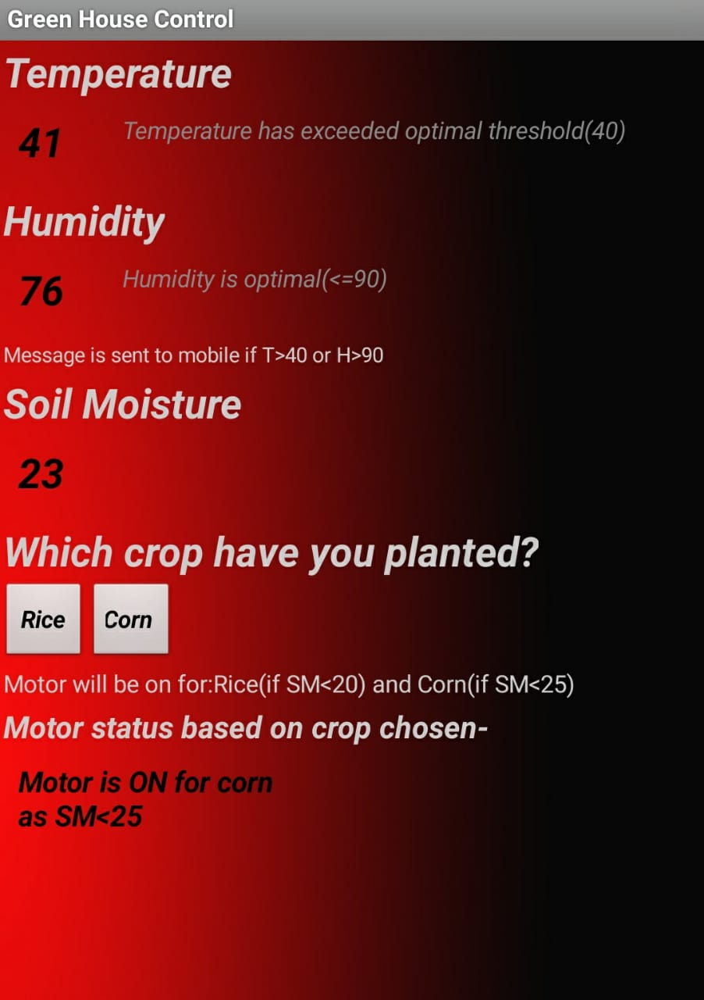 Green House Control
Temperature
41
Temperature has exceeded optimal threshold(40)
Humidity
76
Humidity is optimal(<=90)
Message is sent to mobile if T>40 or H>90
Soil Moisture
23
Which crop have you planted?
Rice
Corn
Motor will be on for:Rice(if SM<20) and Corn(if SM<25)
Motor status based on crop chosen-
Motor is ON for corn
as SM<25